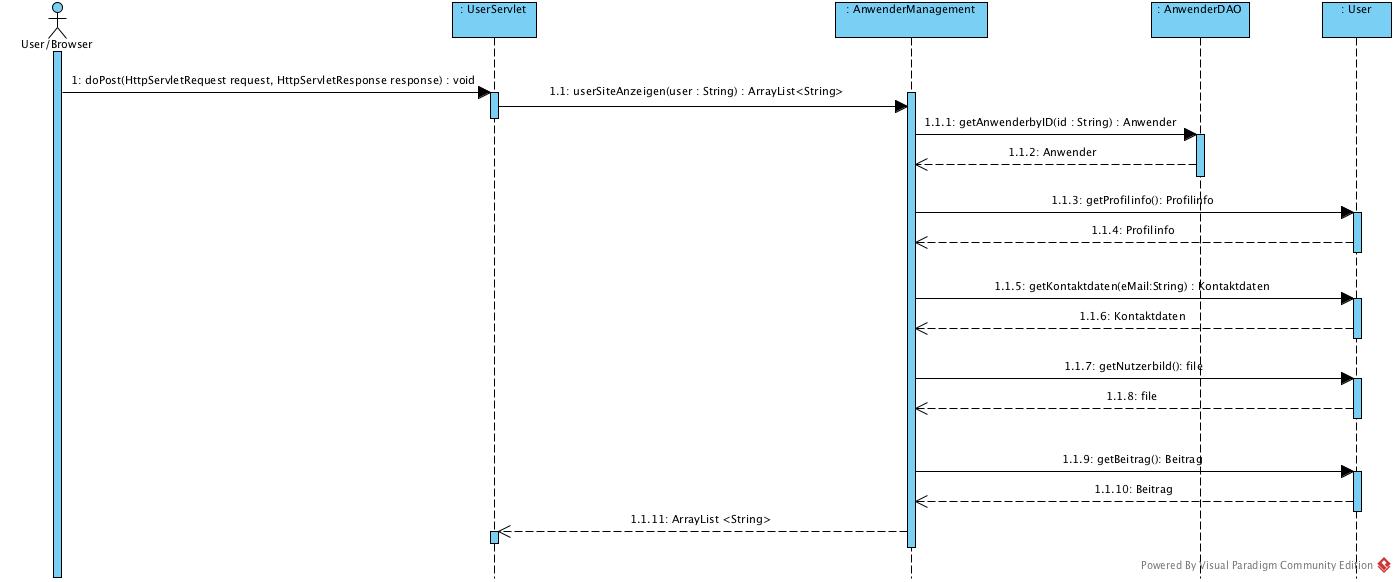 : UserServlet
: AnwenderManagement
: AnwenderDAO
: User
User/Browser
1: doPost(HttpServletRequest request, HttpServletResponse response) : void
1.1: userSiteAnzeigen(user : String) : ArrayList<String>
1.1.1: getAnwenderbyID(id : String) : Anwender
1.1.2: Anwender
1.1.3: getProfilinfo(): Profilinfo
1.1.4: Profilinfo
1.1.5: getKontaktdaten(eMail:String) : Kontaktdaten
1.1.6: Kontaktdaten
1.1.7: getNutzerbild(): file
1.1.8: file
1.1.9: getBeitrag(): Beitrag
1.1.10: Beitrag
1.1.11: ArrayList <String>
Powered By Visual Paradigm Community Edition